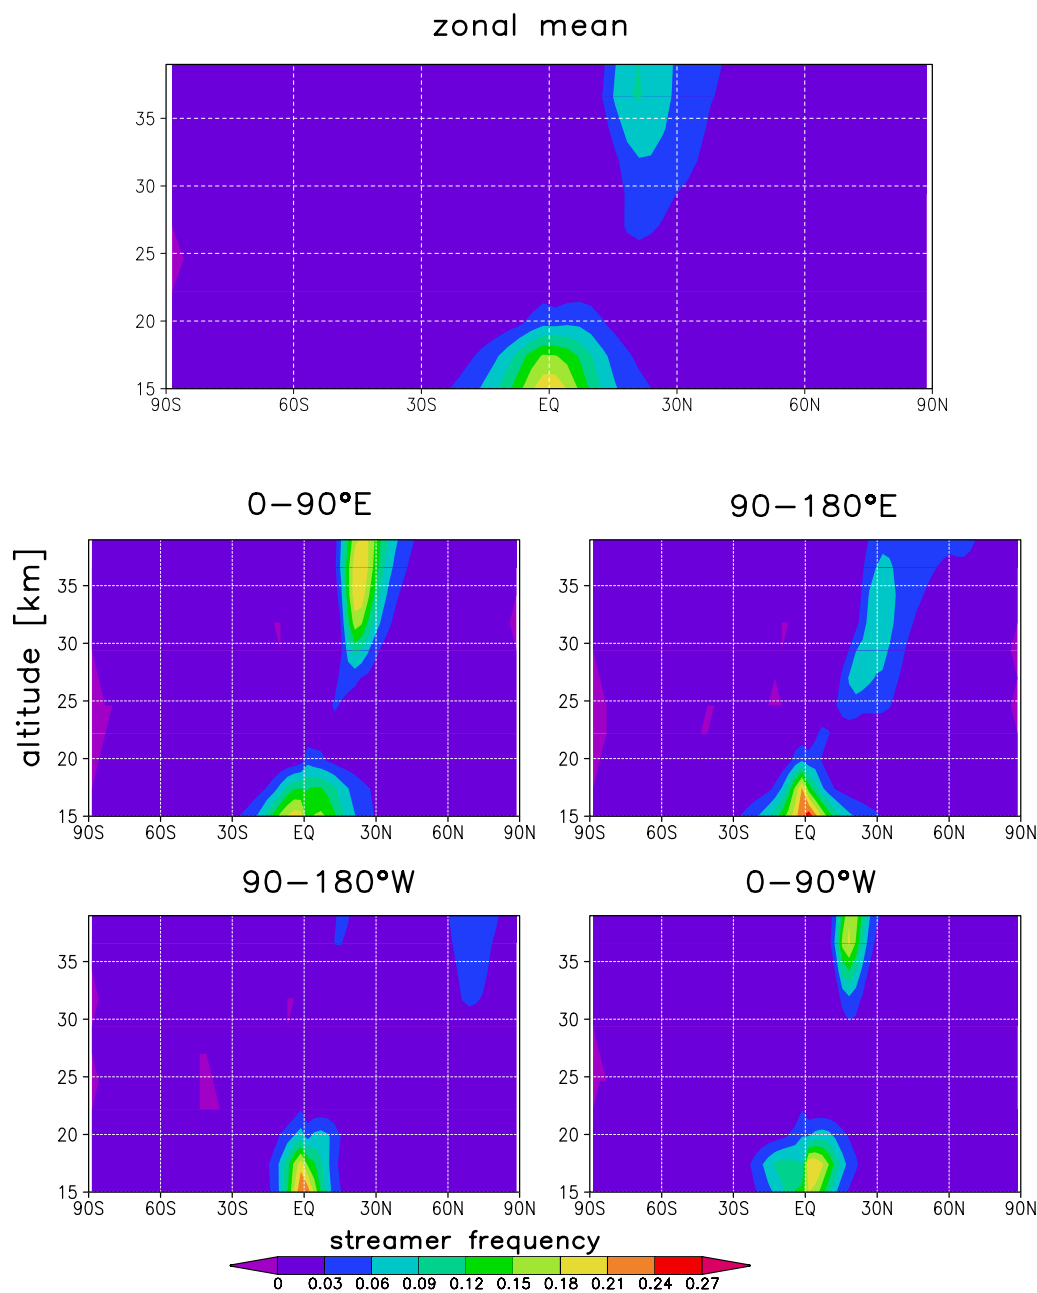 zonal mean
35
30
25
20
15
90S 60S 30S EQ 30N 60N 90N
0–90°E 90–180°E
altitude [km]
35 35
30 30
25 25
20 20
15 15
90S 60S 30S EQ 30N 60N 90N 90S 60S 30S EQ 30N 60N 90N
90–180°W 0–90°W
35 35
30 30
25 25
20 20
15 15
90S 60S 30S EQ 30N 60N 90N 90S 60S 30S EQ 30N 60N 90N
streamer frequency
0 0.03 0.06 0.09 0.12 0.15 0.18 0.21 0.24 0.27